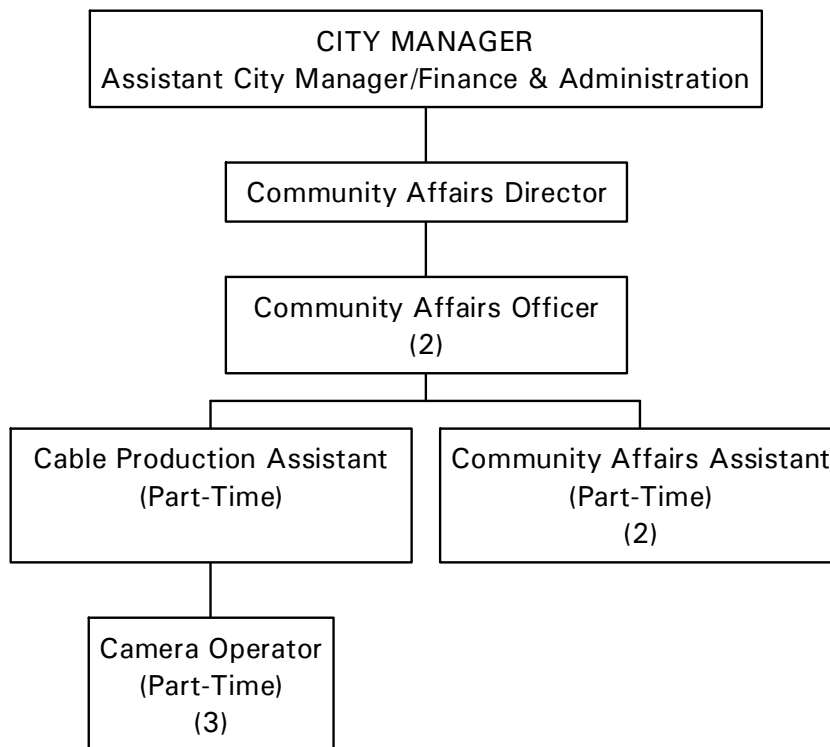 CITY MANAGER
Assistant City Manager/Finance & Administration
Community Affairs Director
Community Affairs Officer
(2)
Cable Production Assistant
(Part-Time)
Community Affairs Assistant
(Part-Time)
(2)
Camera Operator
(Part-Time)
(3)